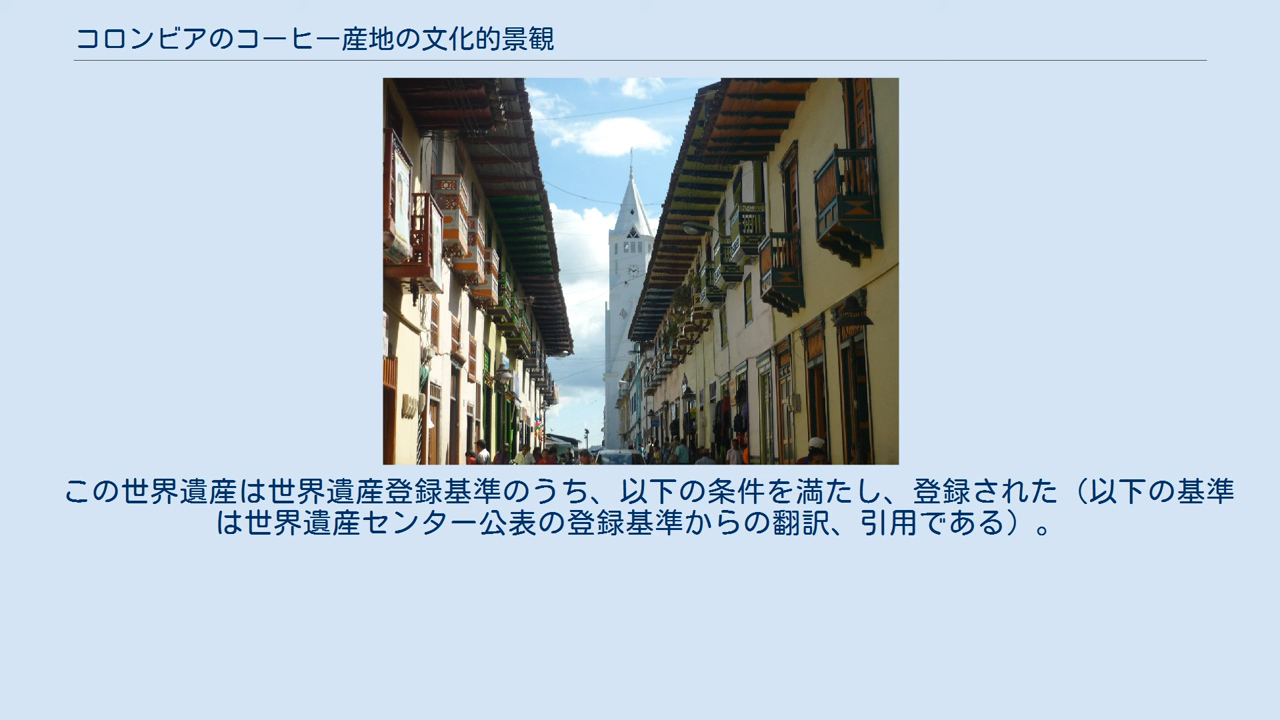 コロンビアのコーヒー産地の文化的景観
この世界遺産は世界遺産登録基準のうち、以下の条件を満たし、登録された（以下の基準
は世界遺産センター公表の登録基準からの翻訳、引用である）。